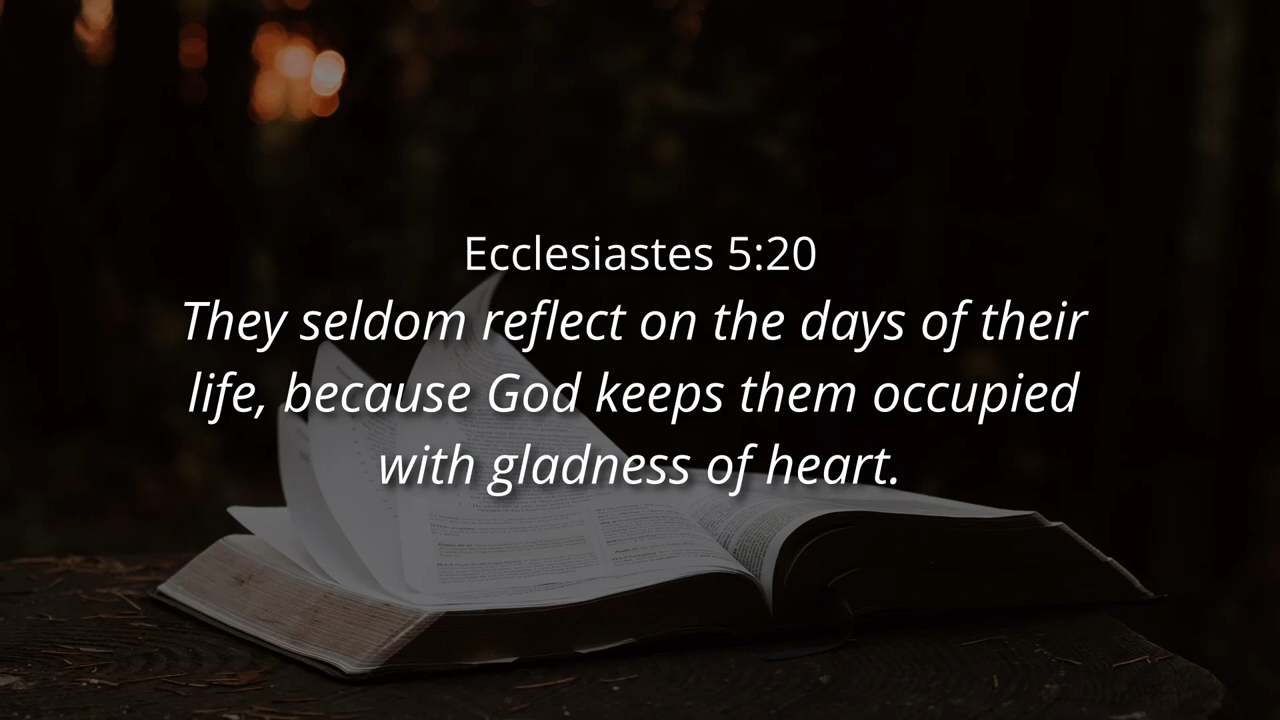 Ecclesiastes 5:20
They seldom reflect on the days of their
life, because God keeps them occupied
with gladness of heart.